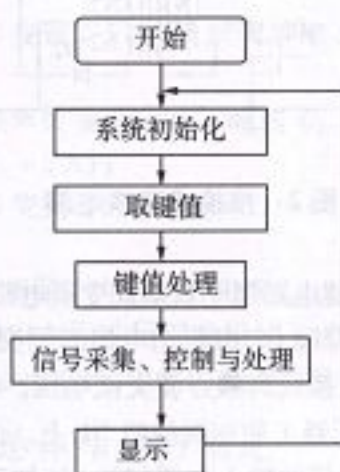 开始
系统初始化
取键值
键值处理
信号采集、控制与处理
显示